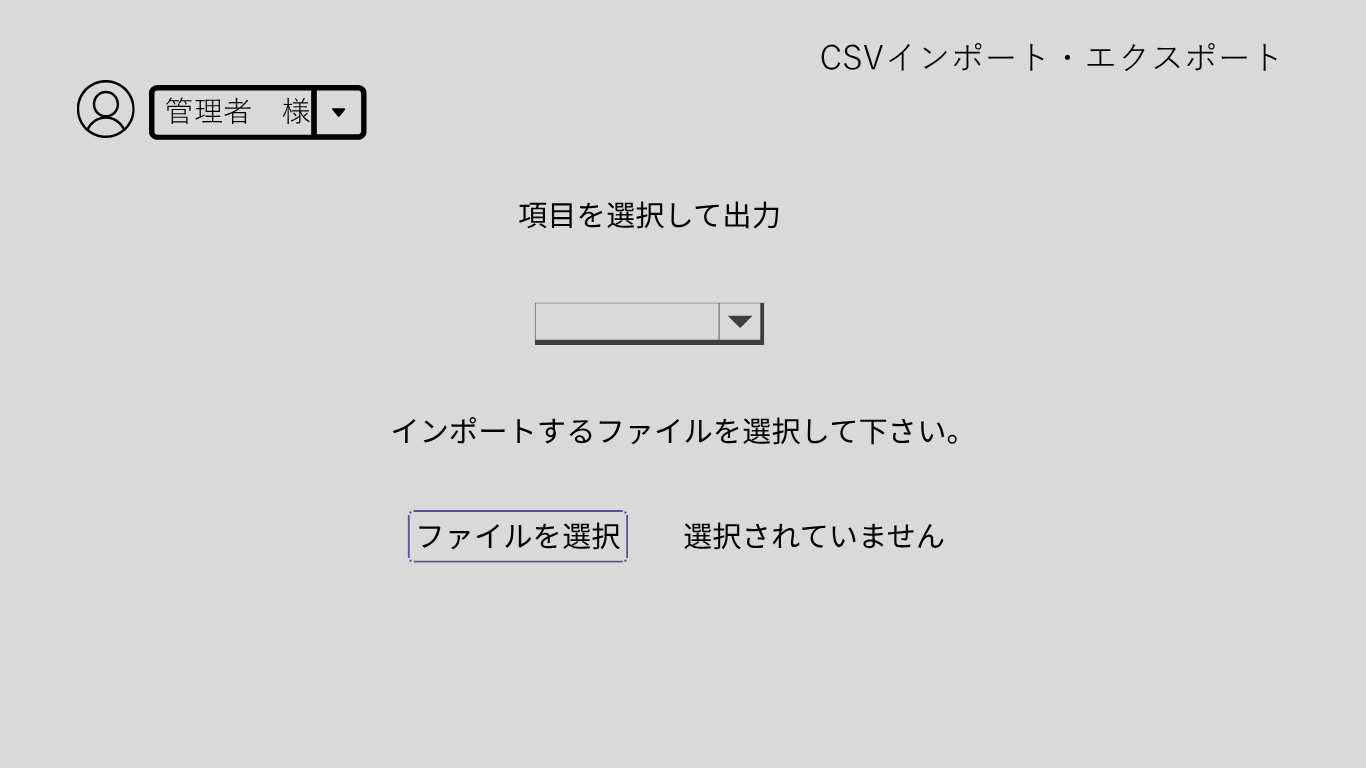 CSVインポート・エクスポート
管理者　様
項目を選択して出力
インポートするファイルを選択して下さい。
ファイルを選択
選択されていません